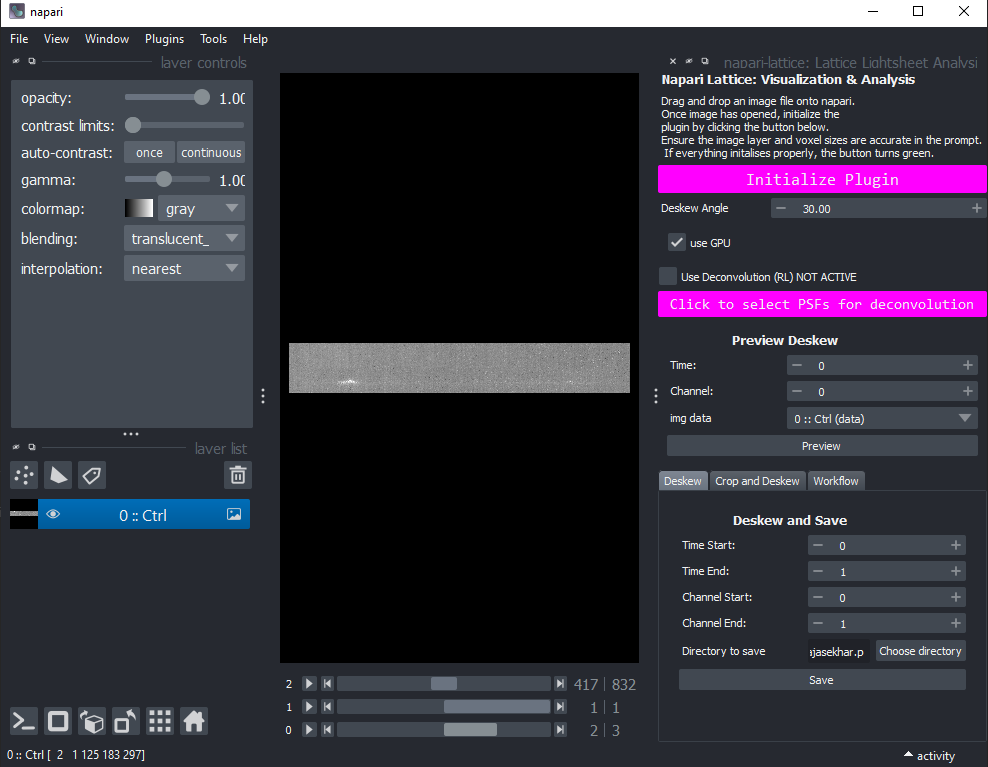 napari
File View Window Plugins Tools Help
layer controls
opacity: 1.00
contrast limits:
auto-contrast: once continuous
gamma: 1.00
colormap: gray
blending: translucent_
interpolation: nearest
layer list
0 :: Ctrl
2 417 | 832
1 1 | 1
0 2 | 3
napari-lattice: Lattice Lightsheet Analysi
Napari Lattice: Visualization & Analysis
Drag and drop an image file onto napari.
Once image has opened, initialize the
plugin by clicking the button below.
Ensure the image layer and voxel sizes are accurate in the prompt.
If everything initalises properly, the button turns green.
Initialize Plugin
Deskew Angle 30.00
use GPU
Use Deconvolution (RL) NOT ACTIVE
Click to select PSFs for deconvolution
Preview Deskew
Time: 0
Channel: 0
img data 0 :: Ctrl (data)
Preview
Deskew Crop and Deskew Workflow
Deskew and Save
Time Start: 0
Time End: 1
Channel Start: 0
Channel End: 1
Directory to save ajasekhar.p Choose directory
Save
0 :: Ctrl [ 2 1 125 183 297]
activity